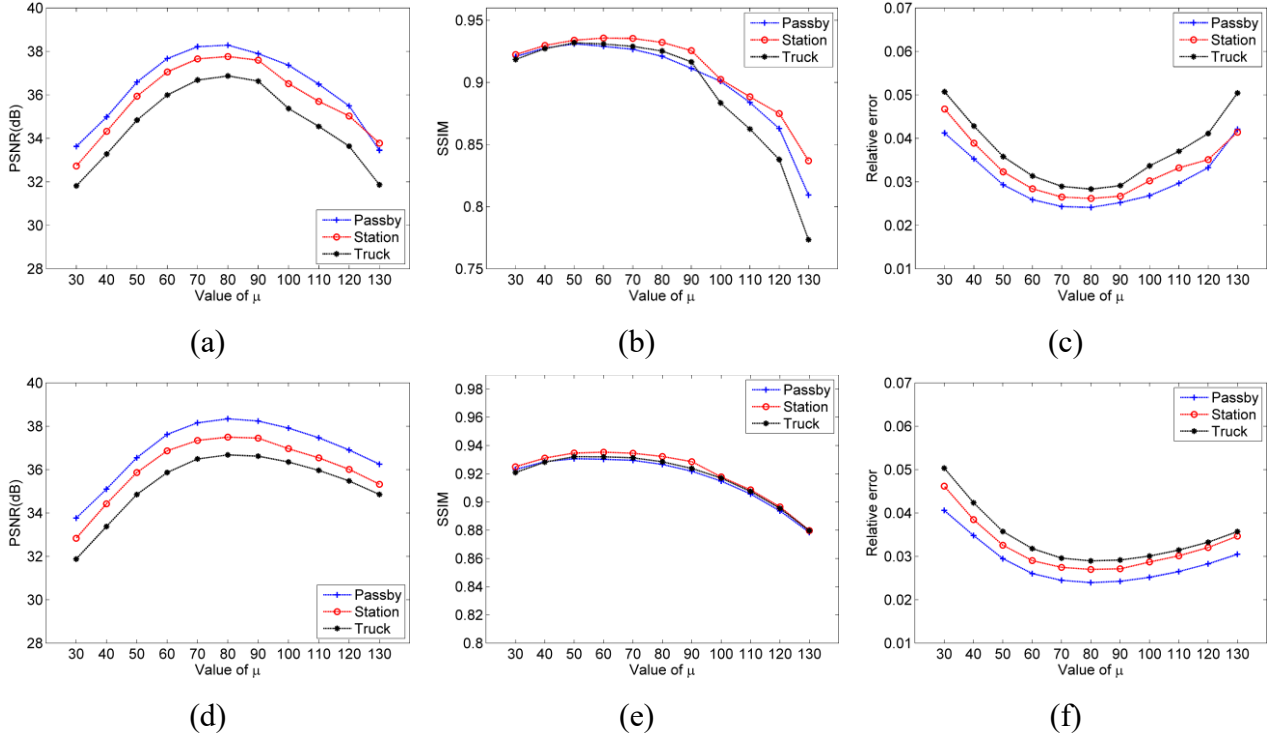 40
38
36
34
32
30
28
PSNR(dB)
Passby
Station
Truck
30 40 50 60 70 80 90 100 110 120 130
Value of μ
(a)
0.95
0.9
0.85
0.8
0.75
SSIM
Passby
Station
Truck
30 40 50 60 70 80 90 100 110 120 130
Value of μ
(b)
0.07
0.06
0.05
0.04
0.03
0.02
0.01
Relative error
Passby
Station
Truck
30 40 50 60 70 80 90 100 110 120 130
Value of μ
(c)
40
38
36
34
32
30
28
PSNR(dB)
Passby
Station
Truck
30 40 50 60 70 80 90 100 110 120 130
Value of μ
(d)
0.98
0.96
0.94
0.92
0.9
0.88
0.86
0.84
0.82
0.8
SSIM
Passby
Station
Truck
30 40 50 60 70 80 90 100 110 120 130
Value of μ
(e)
0.07
0.06
0.05
0.04
0.03
0.02
0.01
Relative error
Passby
Station
Truck
30 40 50 60 70 80 90 100 110 120 130
Value of μ
(f)